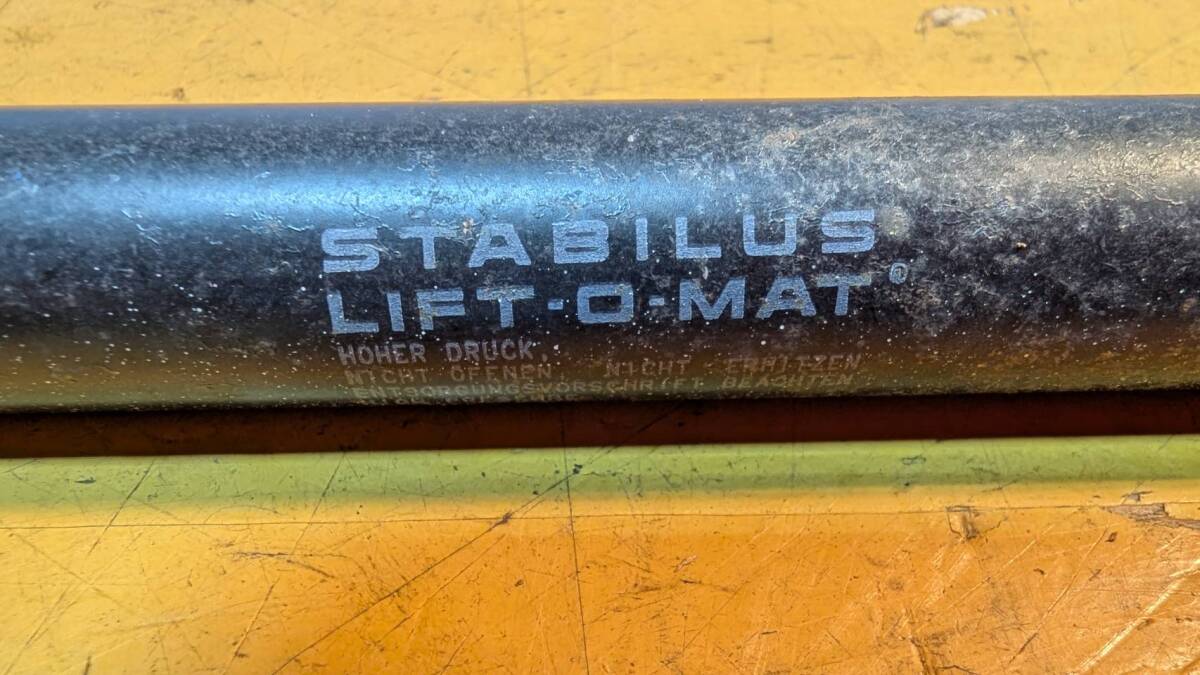 STABILUS
LIFT-O-MAT®
HOHER DRUCK,
NICHT ÖFFNEN. NICHT ERHITZEN
ENTSORGUNGSVORSCHRIFT BEACHTEN